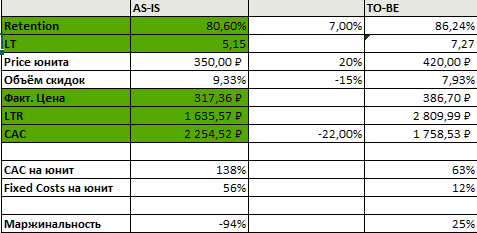 AS-IS TO-BE
Retention 80,60% 7,00% 86,24%
LT 5,15 7,27
Price юнита 350,00 ₽ 20% 420,00 ₽
Объём скидок 9,33% -15% 7,93%
Факт. Цена 317,36 ₽ 386,70 ₽
LTR 1 635,57 ₽ 2 809,99 ₽
CAC 2 254,52 ₽ -22,00% 1 758,53 ₽
CAC на юнит 138% 63%
Fixed Costs на юнит 56% 12%
Маржинальность -94% 25%